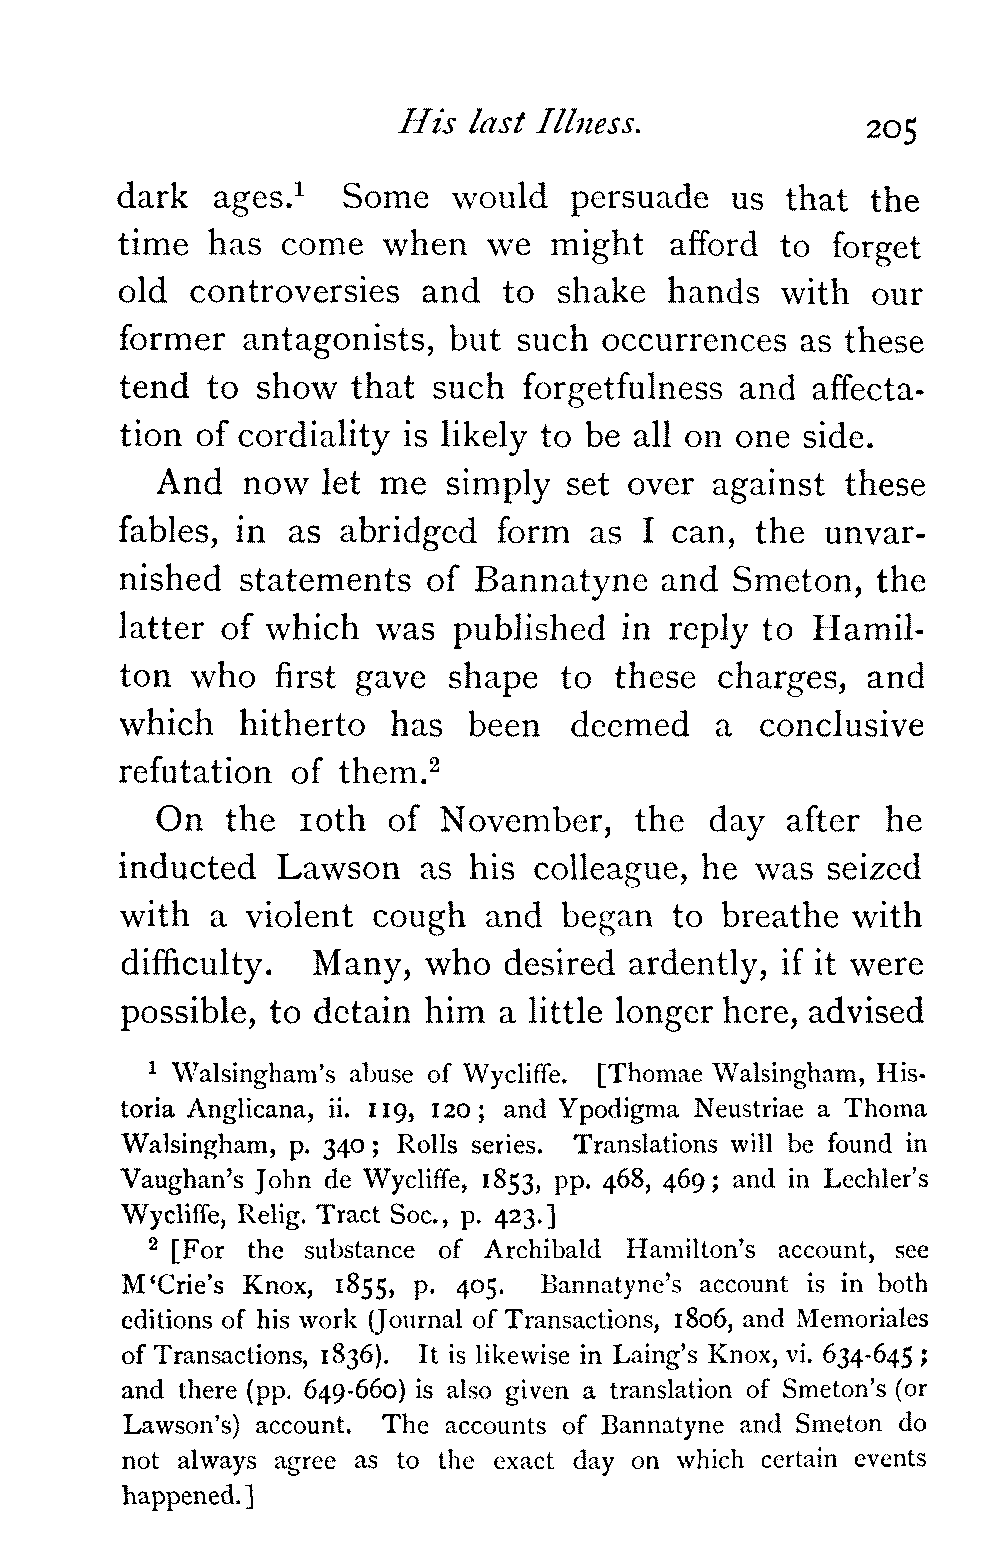 His last Illness. 205
dark ages.¹ Some would persuade us that the
time has come when we might afford to forget
old controversies and to shake hands with our
former antagonists, but such occurrences as these
tend to show that such forgetfulness and affecta-
tion of cordiality is likely to be all on one side.
And now let me simply set over against these
fables, in as abridged form as I can, the unvar-
nished statements of Bannatyne and Smeton, the
latter of which was published in reply to Hamil-
ton who first gave shape to these charges, and
which hitherto has been deemed a conclusive
refutation of them.²
On the 10th of November, the day after he
inducted Lawson as his colleague, he was seized
with a violent cough and began to breathe with
difficulty. Many, who desired ardently, if it were
possible, to detain him a little longer here, advised
¹ Walsingham's abuse of Wycliffe. [Thomae Walsingham, His-
toria Anglicana, ii. 119, 120; and Ypodigma Neustriae a Thoma
Walsingham, p. 340; Rolls series. Translations will be found in
Vaughan's John de Wycliffe, 1853, pp. 468, 469; and in Lechler's
Wycliffe, Relig. Tract Soc., p. 423.]
² [For the substance of Archibald Hamilton's account, see
M‘Crie's Knox, 1855, p. 405. Bannatyne's account is in both
editions of his work (Journal of Transactions, 1806, and Memoriales
of Transactions, 1836). It is likewise in Laing's Knox, vi. 634-645;
and there (pp. 649-660) is also given a translation of Smeton's (or
Lawson's) account. The accounts of Bannatyne and Smeton do
not always agree as to the exact day on which certain events
happened.]